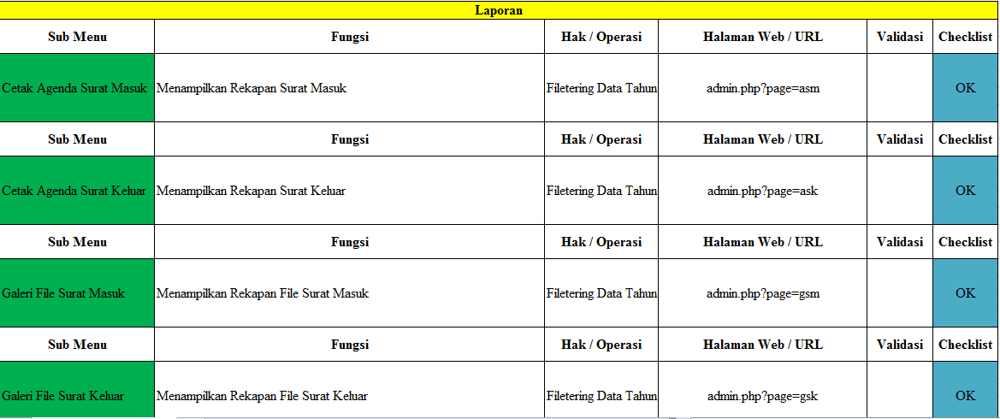 Laporan
Sub Menu Fungsi Hak / Operasi Halaman Web / URL Validasi Checklist
Cetak Agenda Surat Masuk Menampilkan Rekapan Surat Masuk Filetering Data Tahun admin.php?page=asm OK
Sub Menu Fungsi Hak / Operasi Halaman Web / URL Validasi Checklist
Cetak Agenda Surat Keluar Menampilkan Rekapan Surat Keluar Filetering Data Tahun admin.php?page=ask OK
Sub Menu Fungsi Hak / Operasi Halaman Web / URL Validasi Checklist
Galeri File Surat Masuk Menampilkan Rekapan File Surat Masuk Filetering Data Tahun admin.php?page=gsm OK
Sub Menu Fungsi Hak / Operasi Halaman Web / URL Validasi Checklist
Galeri File Surat Keluar Menampilkan Rekapan File Surat Keluar Filetering Data Tahun admin.php?page=gsk OK